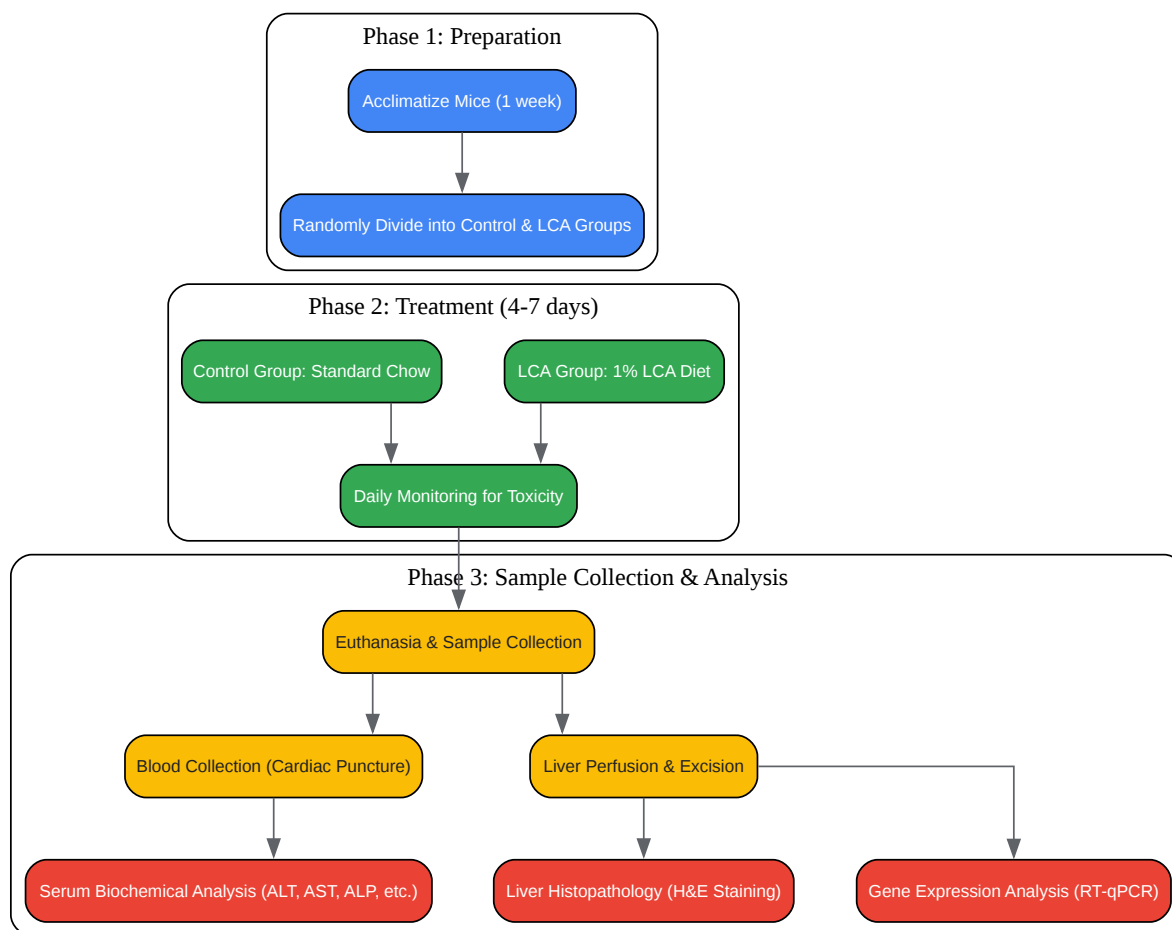 Phase 1: Preparation
Acclimatize Mice (1 week)
Randomly Divide into Control & LCA Groups
Phase 2: Treatment (4-7 days)
Control Group: Standard Chow
LCA Group: 1% LCA Diet
Daily Monitoring for Toxicity
Phase 3: Sample Collection & Analysis
Euthanasia & Sample Collection
Blood Collection (Cardiac Puncture)
Liver Perfusion & Excision
Serum Biochemical Analysis (ALT, AST, ALP, etc.)
Liver Histopathology (H&E Staining)
Gene Expression Analysis (RT-qPCR)